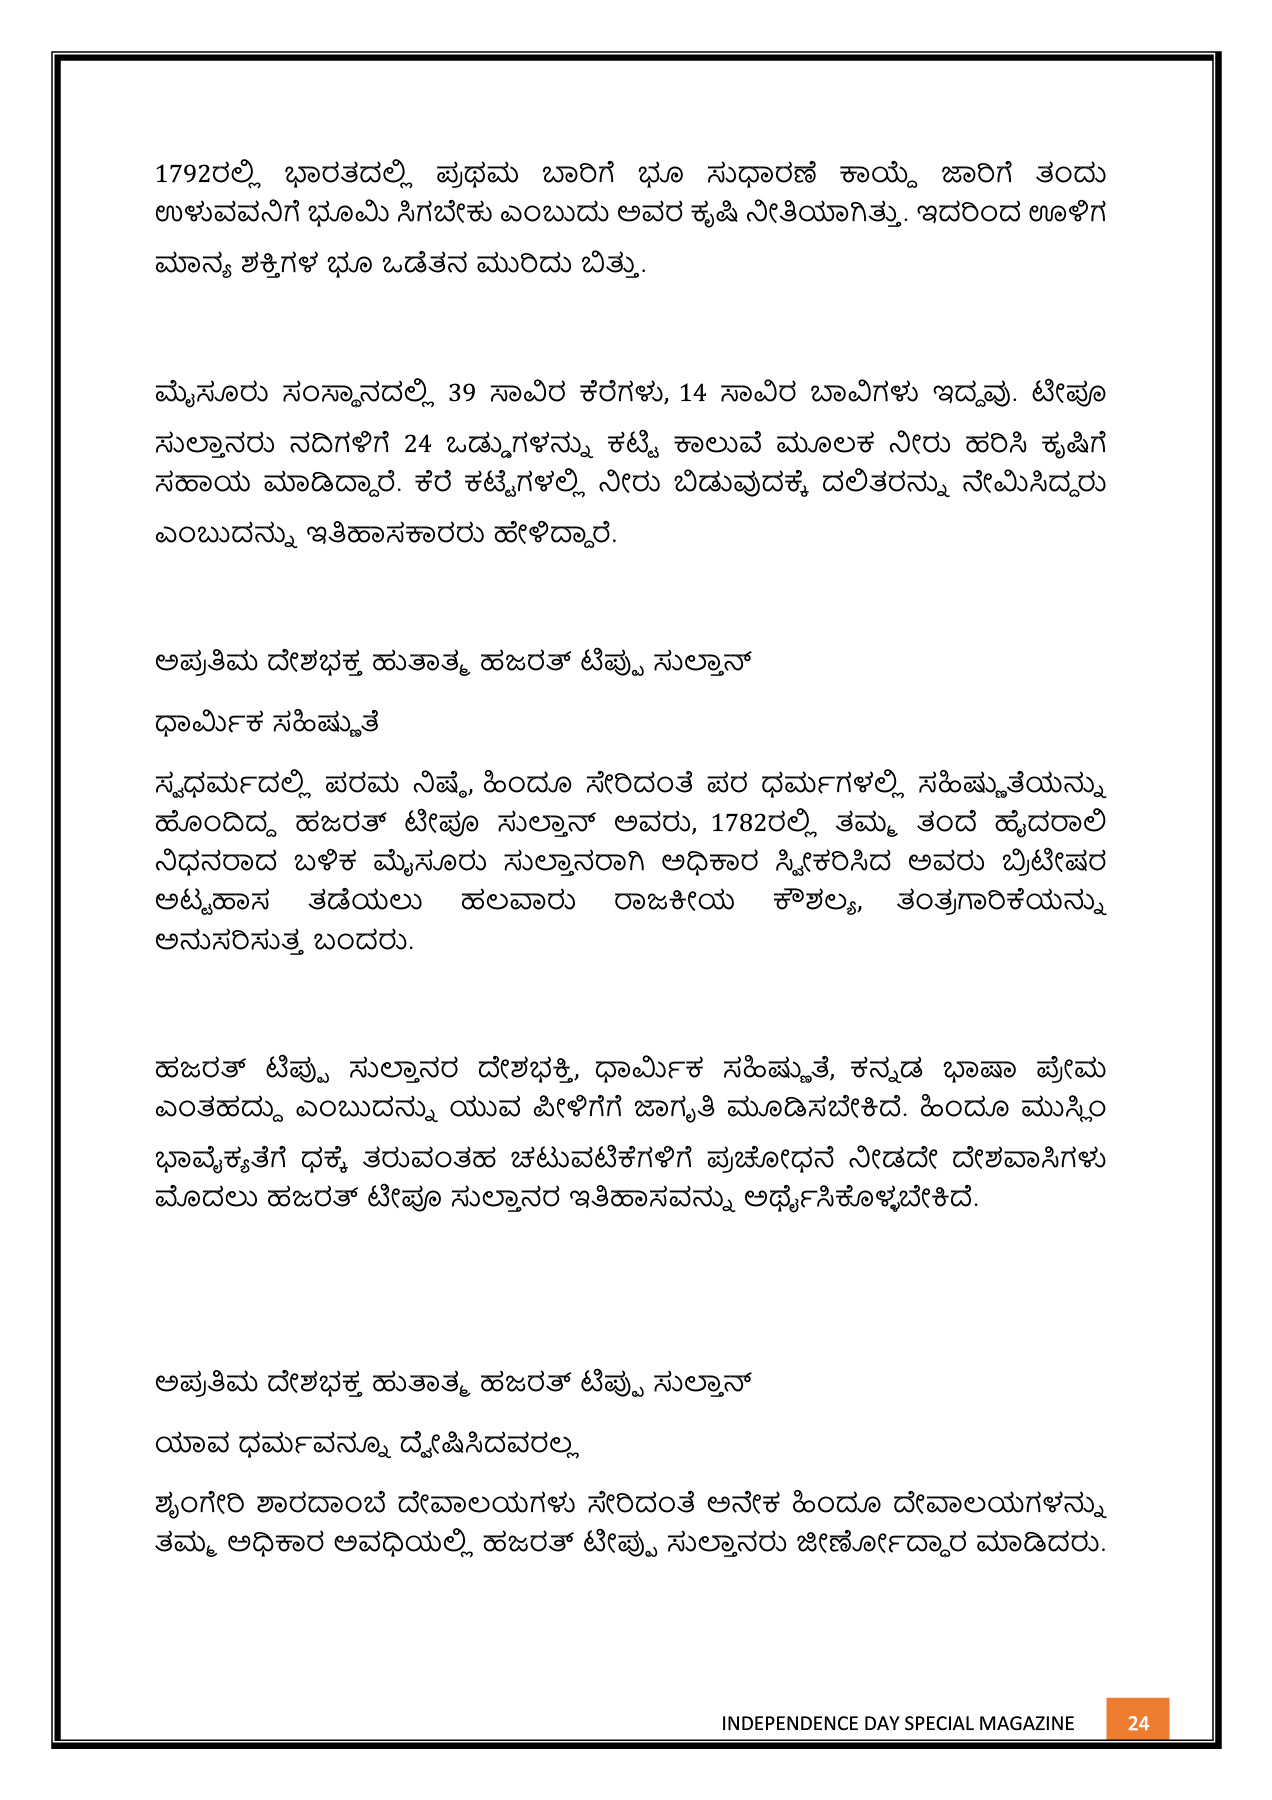 1792ರಲ್ಲಿ ಭಾರತದಲ್ಲಿ ಪ್ರಥಮ ಬಾರಿಗೆ ಭೂ ಸುಧಾರಣೆ ಕಾಯ್ದೆ ಜಾರಿಗೆ ತಂದು
ಉಳುವವನಿಗೆ ಭೂಮಿ ಸಿಗಬೇಕು ಎಂಬುದು ಅವರ ಕೃಷಿ ನೀತಿಯಾಗಿತ್ತು. ಇದರಿಂದ ಊಳಿಗ
ಮಾನ್ಯ ಶಕ್ತಿಗಳ ಭೂ ಒಡೆತನ ಮುರಿದು ಬಿತ್ತು.
ಮೈಸೂರು ಸಂಸ್ಥಾನದಲ್ಲಿ 39 ಸಾವಿರ ಕೆರೆಗಳು, 14 ಸಾವಿರ ಬಾವಿಗಳು ಇದ್ದವು. ಟೀಪೂ
ಸುಲ್ತಾನರು ನದಿಗಳಿಗೆ 24 ಒಡ್ಡುಗಳನ್ನು ಕಟ್ಟಿ ಕಾಲುವೆ ಮೂಲಕ ನೀರು ಹರಿಸಿ ಕೃಷಿಗೆ
ಸಹಾಯ ಮಾಡಿದ್ದಾರೆ. ಕೆರೆ ಕಟ್ಟೆಗಳಲ್ಲಿ ನೀರು ಬಿಡುವುದಕ್ಕೆ ದಲಿತರನ್ನು ನೇಮಿಸಿದ್ದರು
ಎಂಬುದನ್ನು ಇತಿಹಾಸಕಾರರು ಹೇಳಿದ್ದಾರೆ.
ಅಪ್ರತಿಮ ದೇಶಭಕ್ತ ಹುತಾತ್ಮ ಹಜರತ್ ಟಿಪ್ಪು ಸುಲ್ತಾನ್
ಧಾರ್ಮಿಕ ಸಹಿಷ್ಣುತೆ
ಸ್ವಧರ್ಮದಲ್ಲಿ ಪರಮ ನಿಷ್ಠೆ, ಹಿಂದೂ ಸೇರಿದಂತೆ ಪರ ಧರ್ಮಗಳಲ್ಲಿ ಸಹಿಷ್ಣುತೆಯನ್ನು
ಹೊಂದಿದ್ದ ಹಜರತ್ ಟೀಪೂ ಸುಲ್ತಾನ್ ಅವರು, 1782ರಲ್ಲಿ ತಮ್ಮ ತಂದೆ ಹೈದರಾಲಿ
ನಿಧನರಾದ ಬಳಿಕ ಮೈಸೂರು ಸುಲ್ತಾನರಾಗಿ ಅಧಿಕಾರ ಸ್ವೀಕರಿಸಿದ ಅವರು ಬ್ರಿಟೀಷರ
ಅಟ್ಟಹಾಸ ತಡೆಯಲು ಹಲವಾರು ರಾಜಕೀಯ ಕೌಶಲ್ಯ, ತಂತ್ರಗಾರಿಕೆಯನ್ನು
ಅನುಸರಿಸುತ್ತ ಬಂದರು.
ಹಜರತ್ ಟಿಪ್ಪು ಸುಲ್ತಾನರ ದೇಶಭಕ್ತಿ, ಧಾರ್ಮಿಕ ಸಹಿಷ್ಣುತೆ, ಕನ್ನಡ ಭಾಷಾ ಪ್ರೇಮ
ಎಂತಹದ್ದು ಎಂಬುದನ್ನು ಯುವ ಪೀಳಿಗೆಗೆ ಜಾಗೃತಿ ಮೂಡಿಸಬೇಕಿದೆ. ಹಿಂದೂ ಮುಸ್ಲಿಂ
ಭಾವೈಕ್ಯತೆಗೆ ಧಕ್ಕೆ ತರುವಂತಹ ಚಟುವಟಿಕೆಗಳಿಗೆ ಪ್ರಚೋಧನೆ ನೀಡದೇ ದೇಶವಾಸಿಗಳು
ಮೊದಲು ಹಜರತ್ ಟೀಪೂ ಸುಲ್ತಾನರ ಇತಿಹಾಸವನ್ನು ಅರ್ಥೈಸಿಕೊಳ್ಳಬೇಕಿದೆ.
ಅಪ್ರತಿಮ ದೇಶಭಕ್ತ ಹುತಾತ್ಮ ಹಜರತ್ ಟಿಪ್ಪು ಸುಲ್ತಾನ್
ಯಾವ ಧರ್ಮವನ್ನೂ ದ್ವೇಷಿಸಿದವರಲ್ಲ
ಶೃಂಗೇರಿ ಶಾರದಾಂಬೆ ದೇವಾಲಯಗಳು ಸೇರಿದಂತೆ ಅನೇಕ ಹಿಂದೂ ದೇವಾಲಯಗಳನ್ನು
ತಮ್ಮ ಅಧಿಕಾರ ಅವಧಿಯಲ್ಲಿ ಹಜರತ್ ಟೀಪ್ಪು ಸುಲ್ತಾನರು ಜೀರ್ಣೋದ್ಧಾರ ಮಾಡಿದರು.
INDEPENDENCE DAY SPECIAL MAGAZINE 24